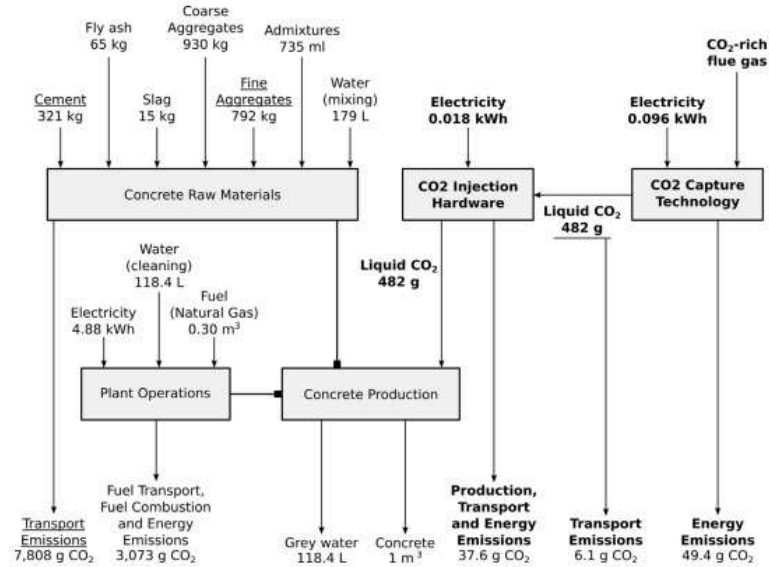 Fly ash
65 kg
Coarse
Aggregates
930 kg
Admixtures
735 ml
CO₂-rich
flue gas
Cement
321 kg
Slag
15 kg
Fine
Aggregates
792 kg
Water
(mixing)
179 L
Electricity
0.018 kWh
Electricity
0.096 kWh
Concrete Raw Materials
CO2 Injection
Hardware
CO2 Capture
Technology
Liquid CO₂
482 g
Water
(cleaning)
118.4 L
Liquid CO₂
482 g
Electricity
4.88 kWh
Fuel
(Natural Gas)
0.30 m³
Plant Operations
Concrete Production
Transport
Emissions
7,808 g CO₂
Fuel Transport,
Fuel Combustion
and Energy
Emissions
3,073 g CO₂
Grey water
118.4 L
Concrete
1 m³
Production,
Transport
and Energy
Emissions
37.6 g CO₂
Transport
Emissions
6.1 g CO₂
Energy
Emissions
49.4 g CO₂